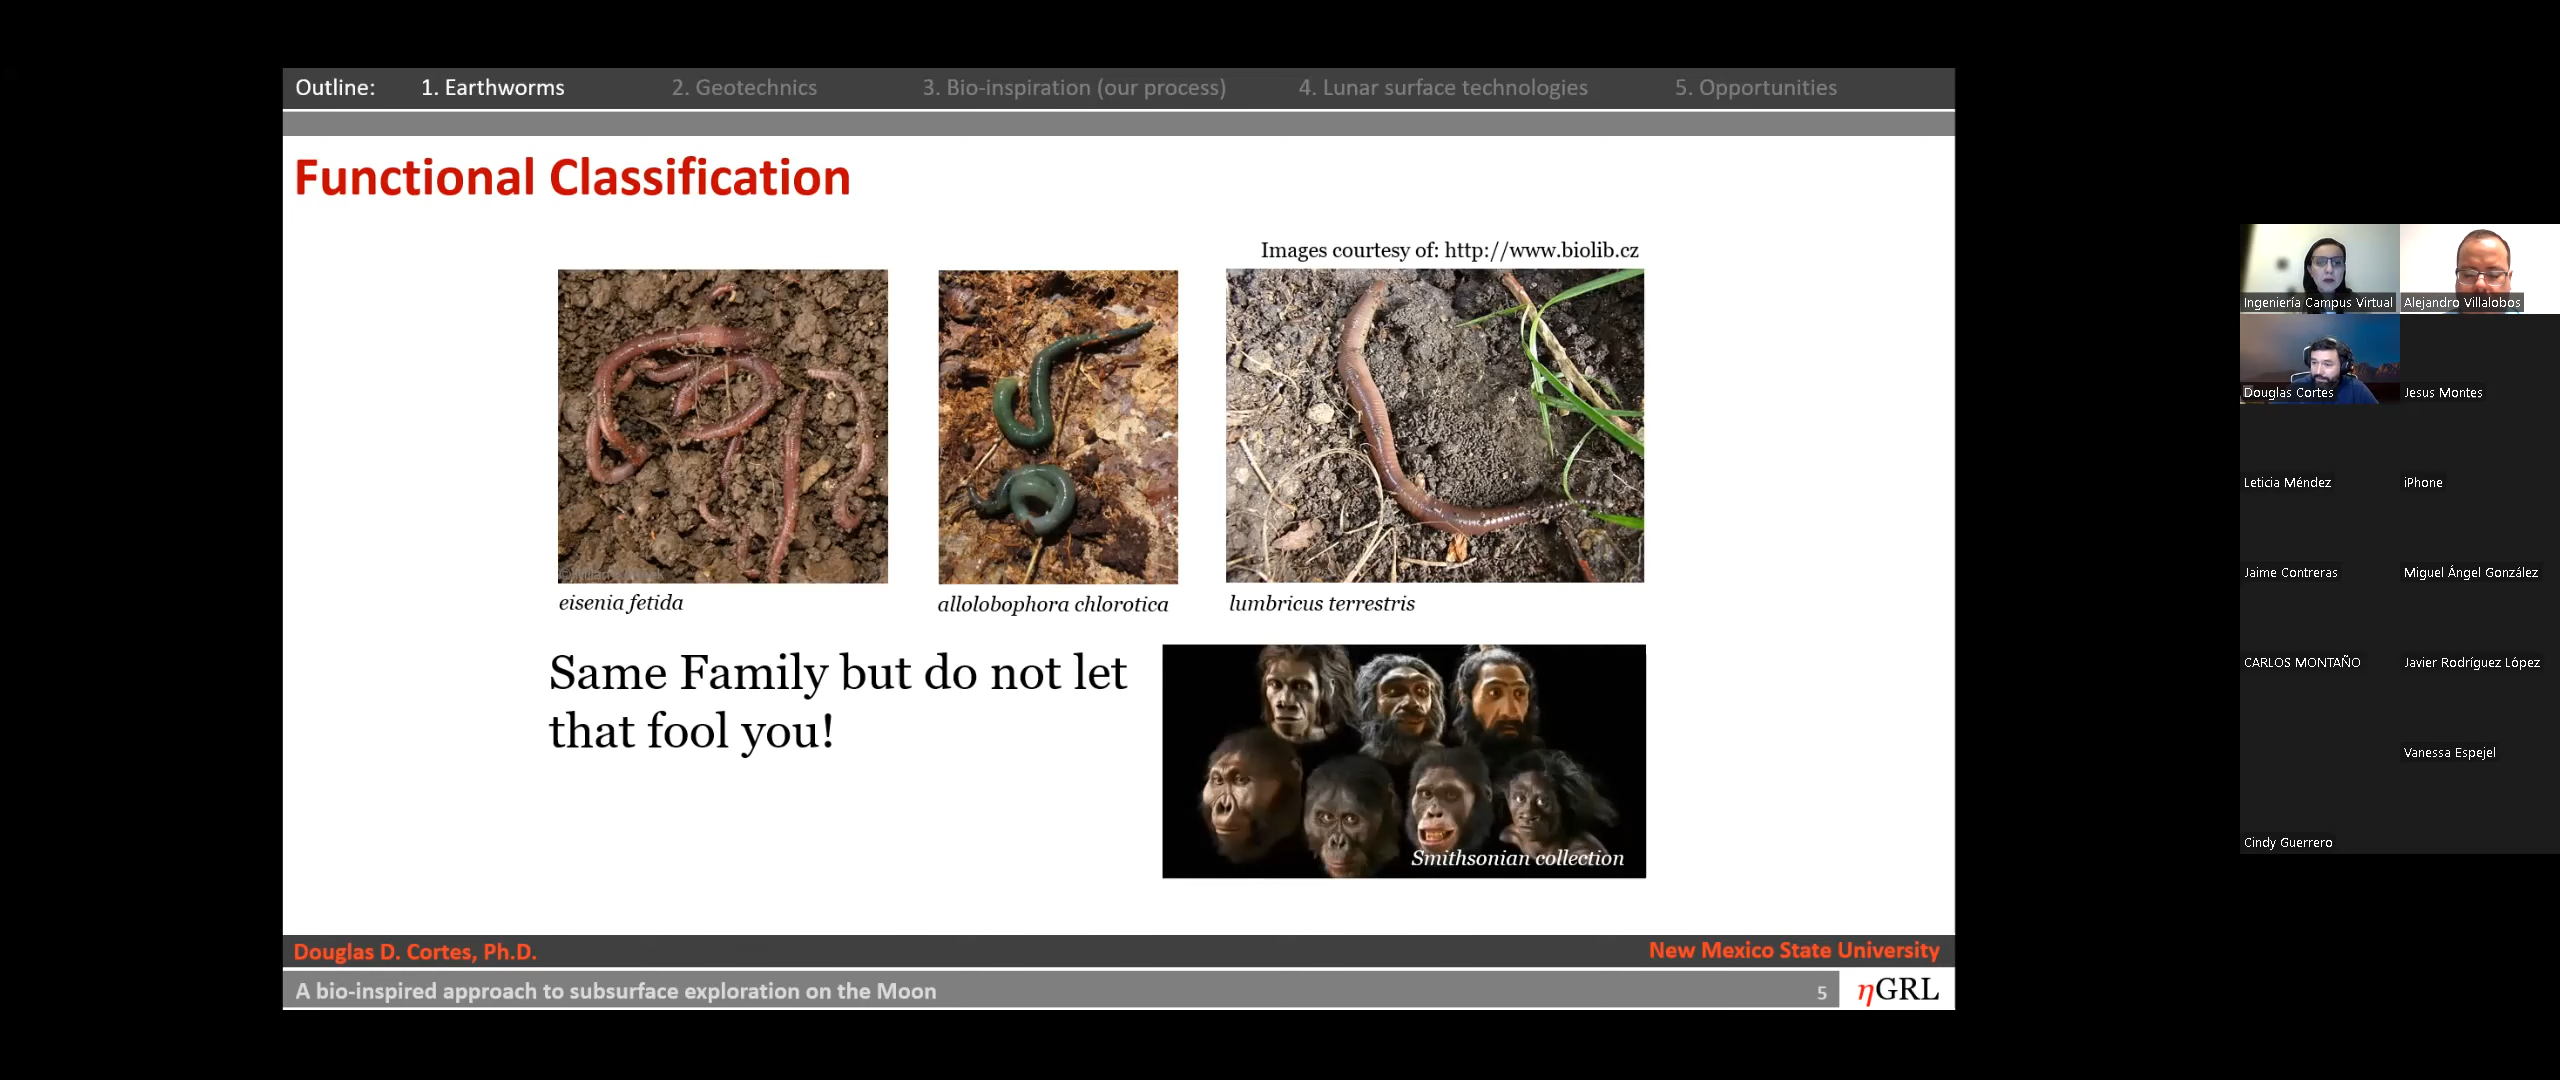 Outline: 1. Earthworms 2. Geotechnics 3. Bio-inspiration (our process) 4. Lunar surface technologies 5. Opportunities
Functional Classification
Images courtesy of: http://www.biolib.cz
eisenia fetida
allolobophora chlorotica
lumbricus terrestris
Same Family but do not let
that fool you!
Smithsonian collection
Douglas D. Cortes, Ph.D.
New Mexico State University
A bio-inspired approach to subsurface exploration on the Moon
5
ηGRL
Ingeniería Campus Virtual
Alejandro Villalobos
Douglas Cortes
Jesus Montes
Leticia Méndez
iPhone
Jaime Contreras
Miguel Ángel González
CARLOS MONTAÑO
Javier Rodríguez López
Vanessa Espejel
Cindy Guerrero